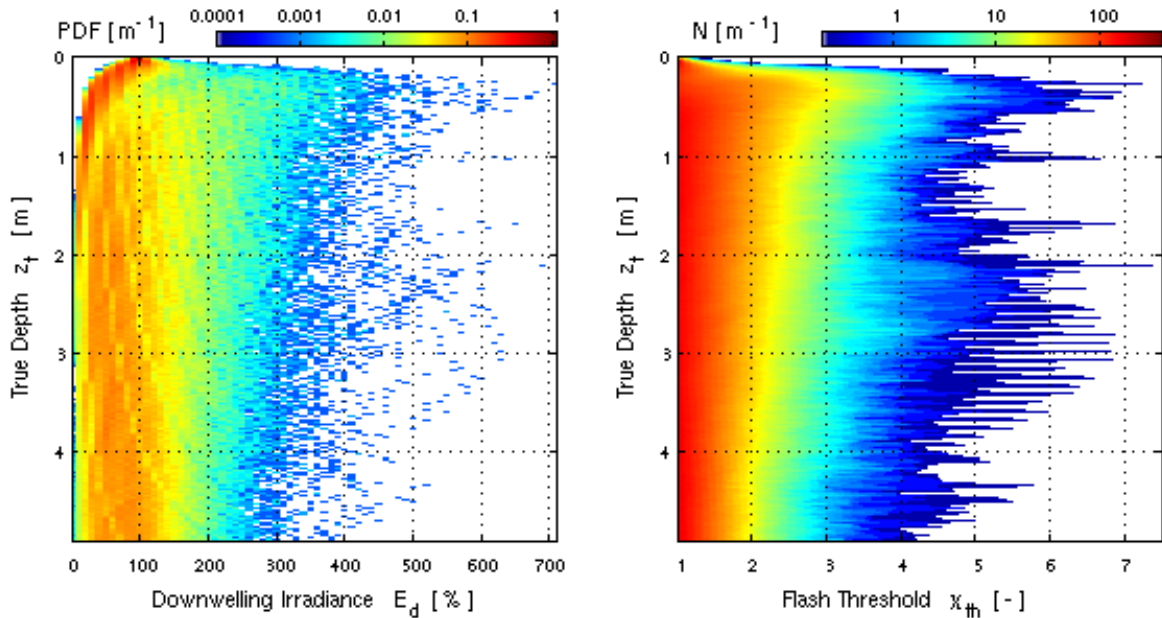 PDF [m⁻¹]
0.0001 0.001 0.01 0.1 1
0
1
2
3
4
True Depth z_t [m]
0 100 200 300 400 500 600 700
Downwelling Irradiance E_d [%]
N [m⁻¹]
1 10 100
0
1
2
3
4
True Depth z_t [m]
1 2 3 4 5 6 7
Flash Threshold χ_th [-]